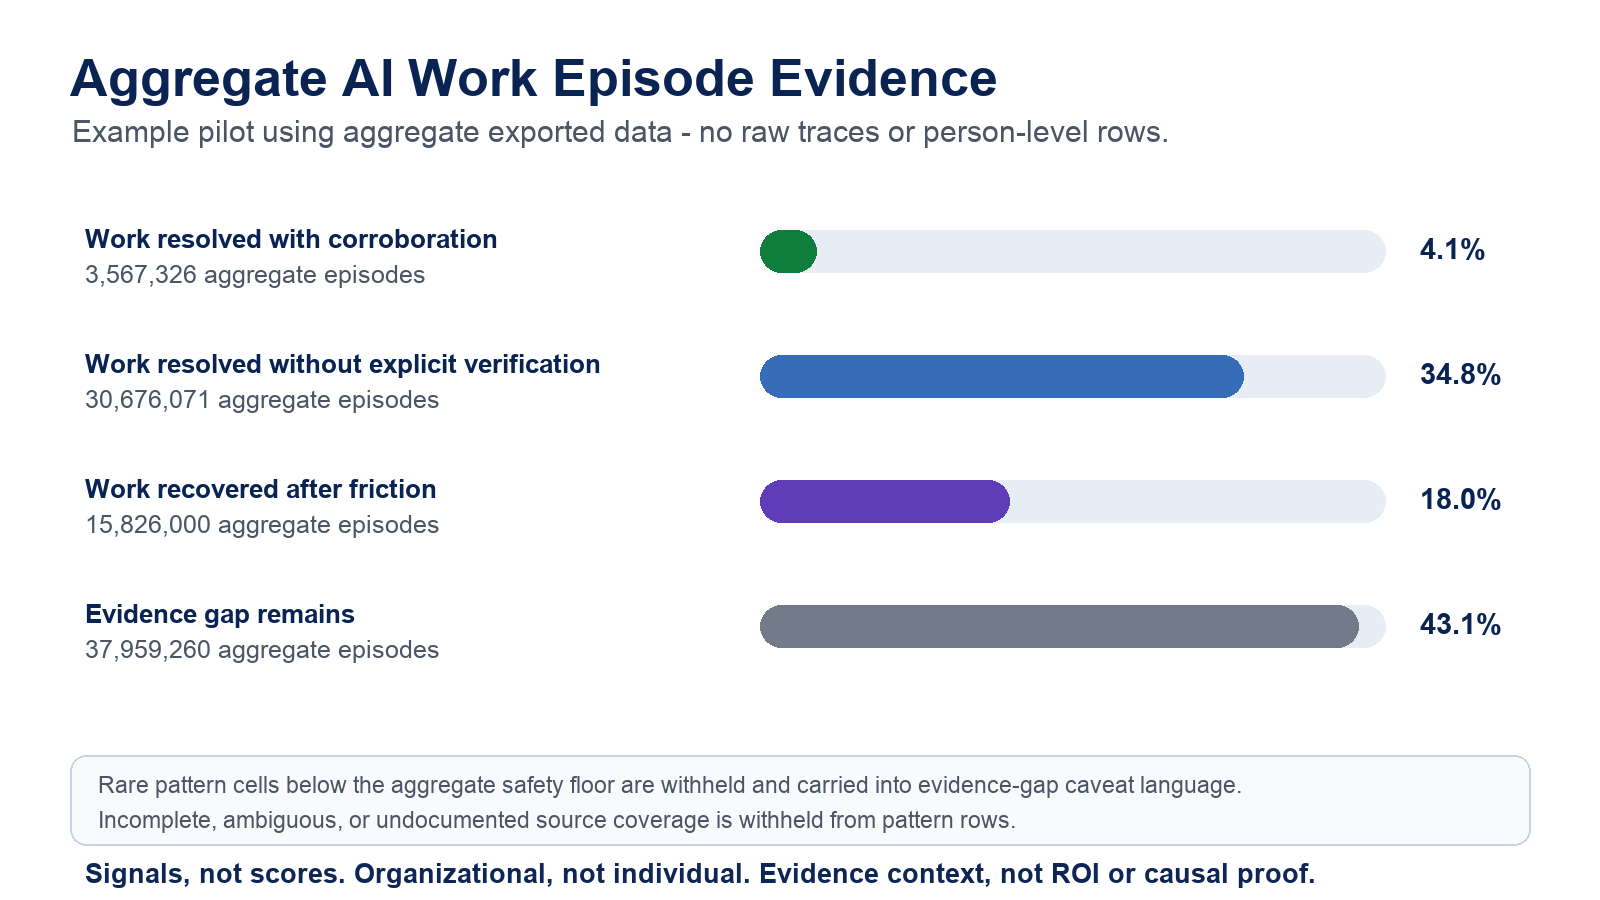 Aggregate AI Work Episode Evidence
Example pilot using aggregate exported data - no raw traces or person-level rows.
Work resolved with corroboration
3,567,326 aggregate episodes
4.1%
Work resolved without explicit verification
30,676,071 aggregate episodes
34.8%
Work recovered after friction
15,826,000 aggregate episodes
18.0%
Evidence gap remains
37,959,260 aggregate episodes
43.1%
Rare pattern cells below the aggregate safety floor are withheld and carried into evidence-gap caveat language.
Incomplete, ambiguous, or undocumented source coverage is withheld from pattern rows.
Signals, not scores. Organizational, not individual. Evidence context, not ROI or causal proof.